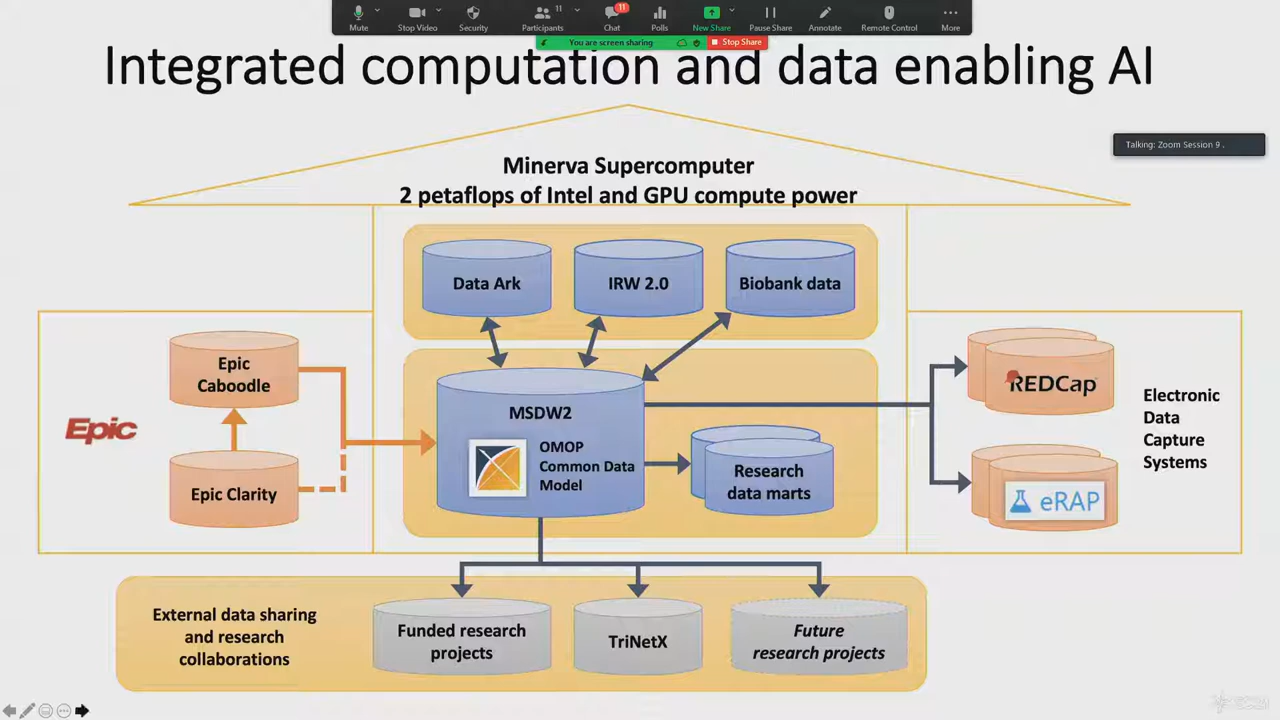 Mute
Stop Video
Security
Participants
11
Chat
11
Polls
New Share
Pause Share
Annotate
Remote Control
More
You are screen sharing
Stop Share
Integrated computation and data enabling AI
Talking: Zoom Session 9 .
Minerva Supercomputer
2 petaflops of Intel and GPU compute power
Data Ark
IRW 2.0
Biobank data
Epic
Epic
Caboodle
Epic Clarity
MSDW2
OMOP
Common Data
Model
Research
data marts
REDCap
eRAP
Electronic
Data
Capture
Systems
External data sharing
and research
collaborations
Funded research
projects
TriNetX
Future
research projects